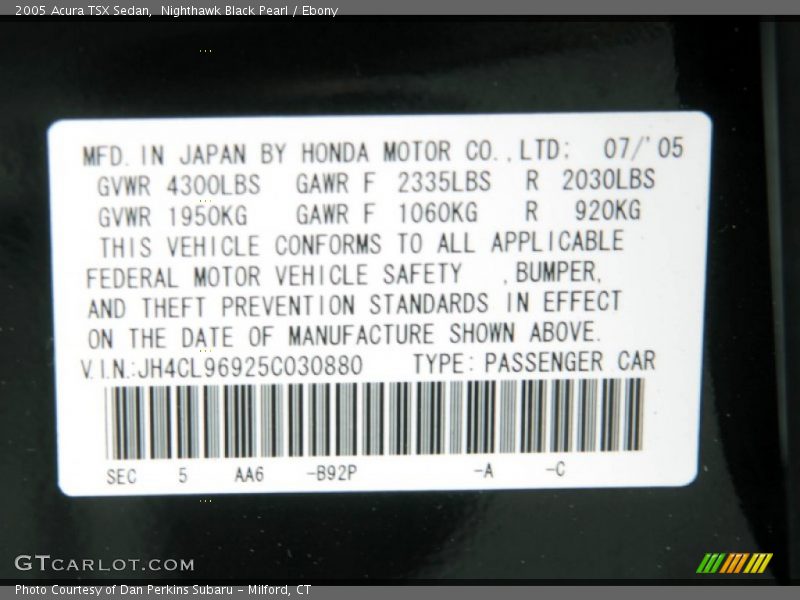 2005 Acura TSX Sedan,  Nighthawk Black Pearl / Ebony
MFD. IN JAPAN BY HONDA MOTOR CO.,LTD; 07/'05
GVWR 4300LBS GAWR F 2335LBS R 2030LBS
GVWR 1950KG GAWR F 1060KG R 920KG
THIS VEHICLE CONFORMS TO ALL APPLICABLE
FEDERAL MOTOR VEHICLE SAFETY ,BUMPER,
AND THEFT PREVENTION STANDARDS IN EFFECT
ON THE DATE OF MANUFACTURE SHOWN ABOVE.
V.I.N.:JH4CL96925C030880 TYPE: PASSENGER CAR
SEC 5 AA6 -B92P -A -C
GTCARLOT.COM
Photo Courtesy of Dan Perkins Subaru – Milford, CT